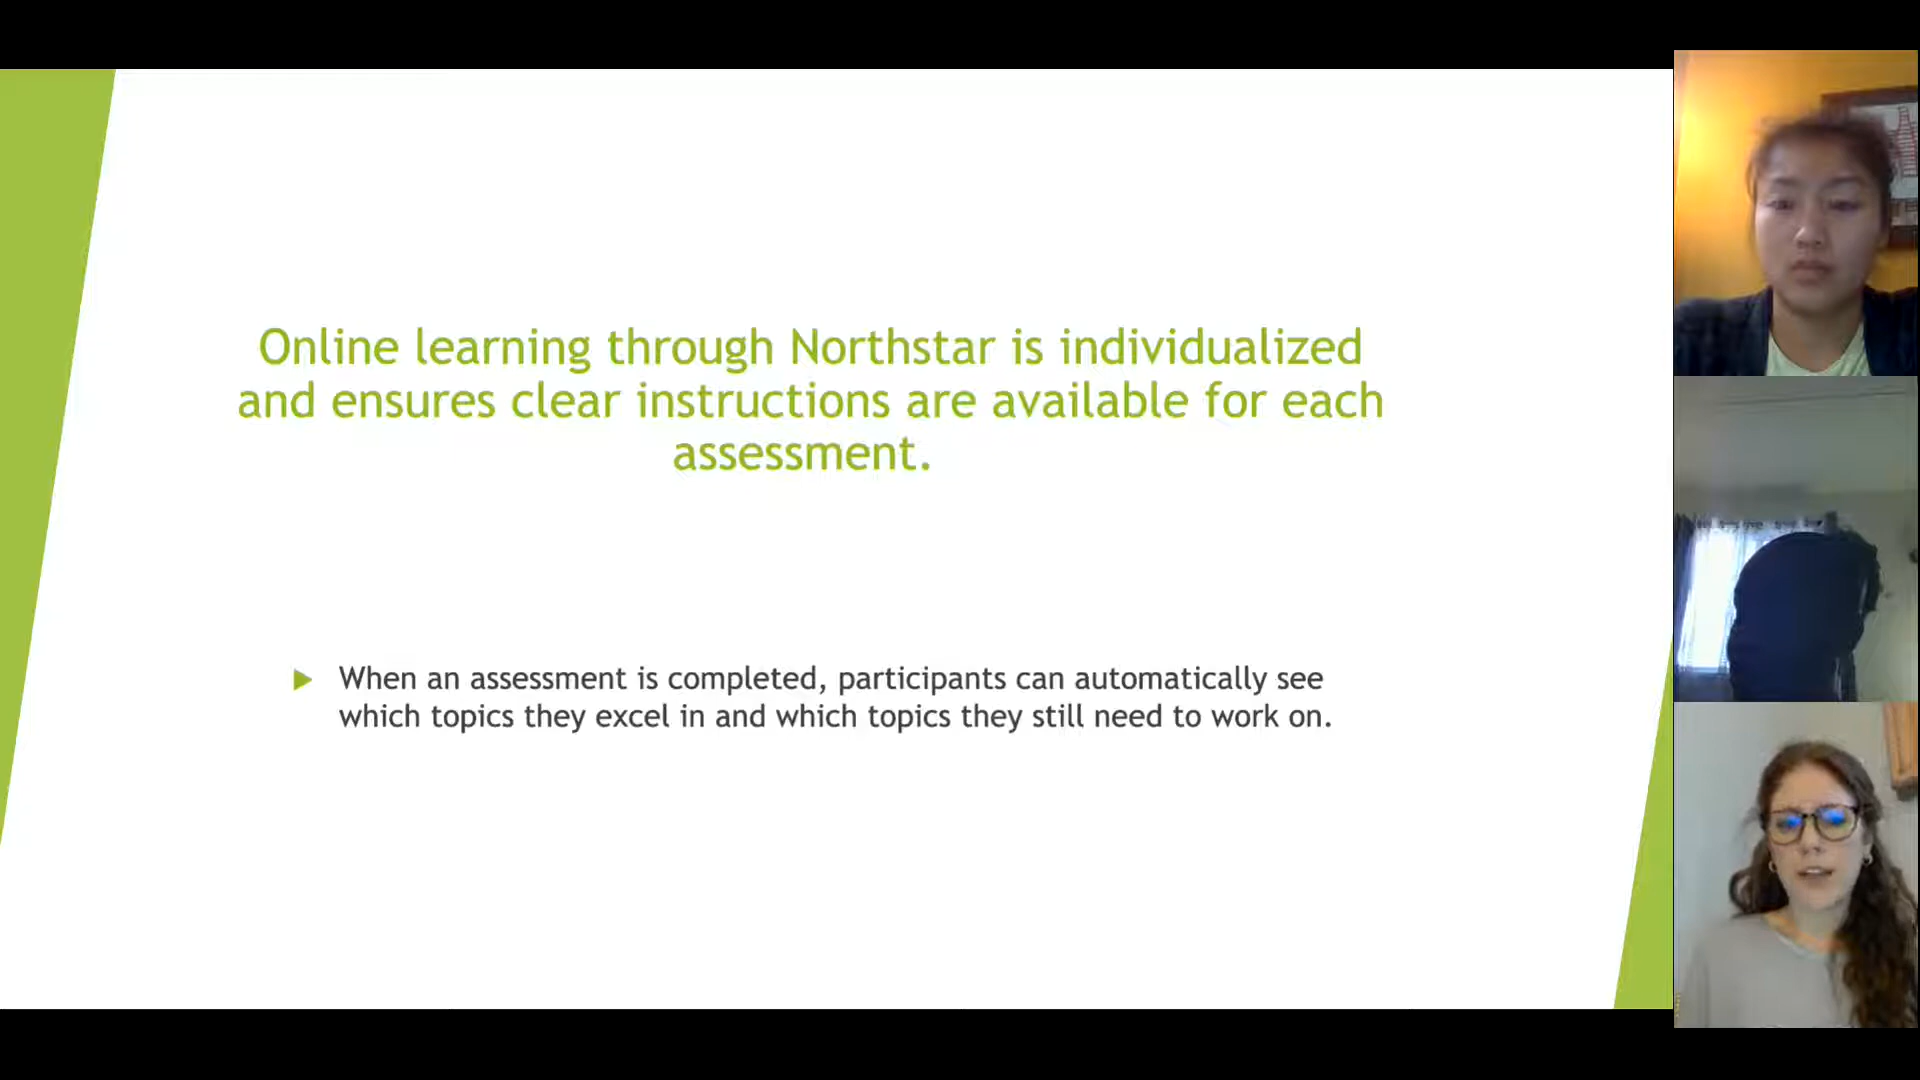 Online learning through Northstar is individualized
and ensures clear instructions are available for each
assessment.
When an assessment is completed, participants can automatically see
which topics they excel in and which topics they still need to work on.